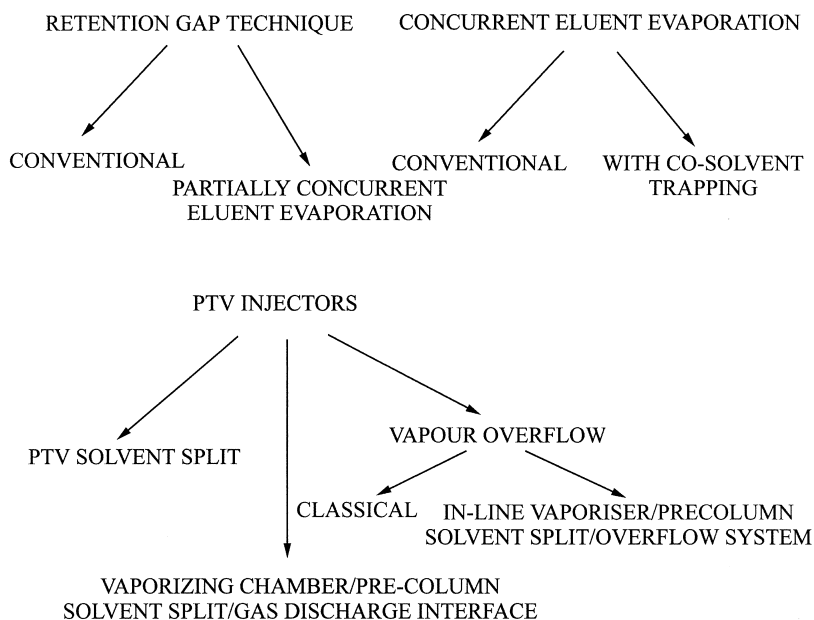 RETENTION GAP TECHNIQUE
CONCURRENT ELUENT EVAPORATION
CONVENTIONAL
PARTIALLY CONCURRENT
ELUENT EVAPORATION
CONVENTIONAL
WITH CO-SOLVENT
TRAPPING
PTV INJECTORS
PTV SOLVENT SPLIT
VAPOUR OVERFLOW
CLASSICAL
IN-LINE VAPORISER/PRECOLUMN
SOLVENT SPLIT/OVERFLOW SYSTEM
VAPORIZING CHAMBER/PRE-COLUMN
SOLVENT SPLIT/GAS DISCHARGE INTERFACE